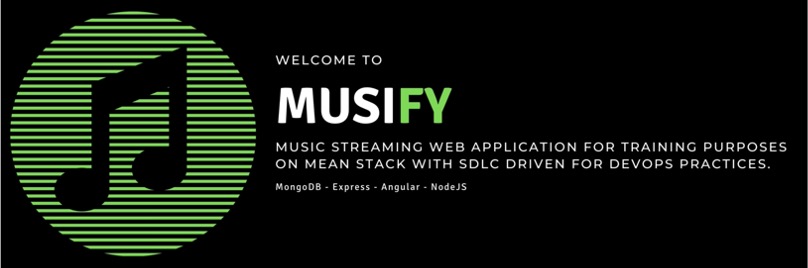 WELCOME TO
MUSIFY
MUSIC STREAMING WEB APPLICATION FOR TRAINING PURPOSES
ON MEAN STACK WITH SDLC DRIVEN FOR DEVOPS PRACTICES.
MongoDB - Express - Angular - NodeJS